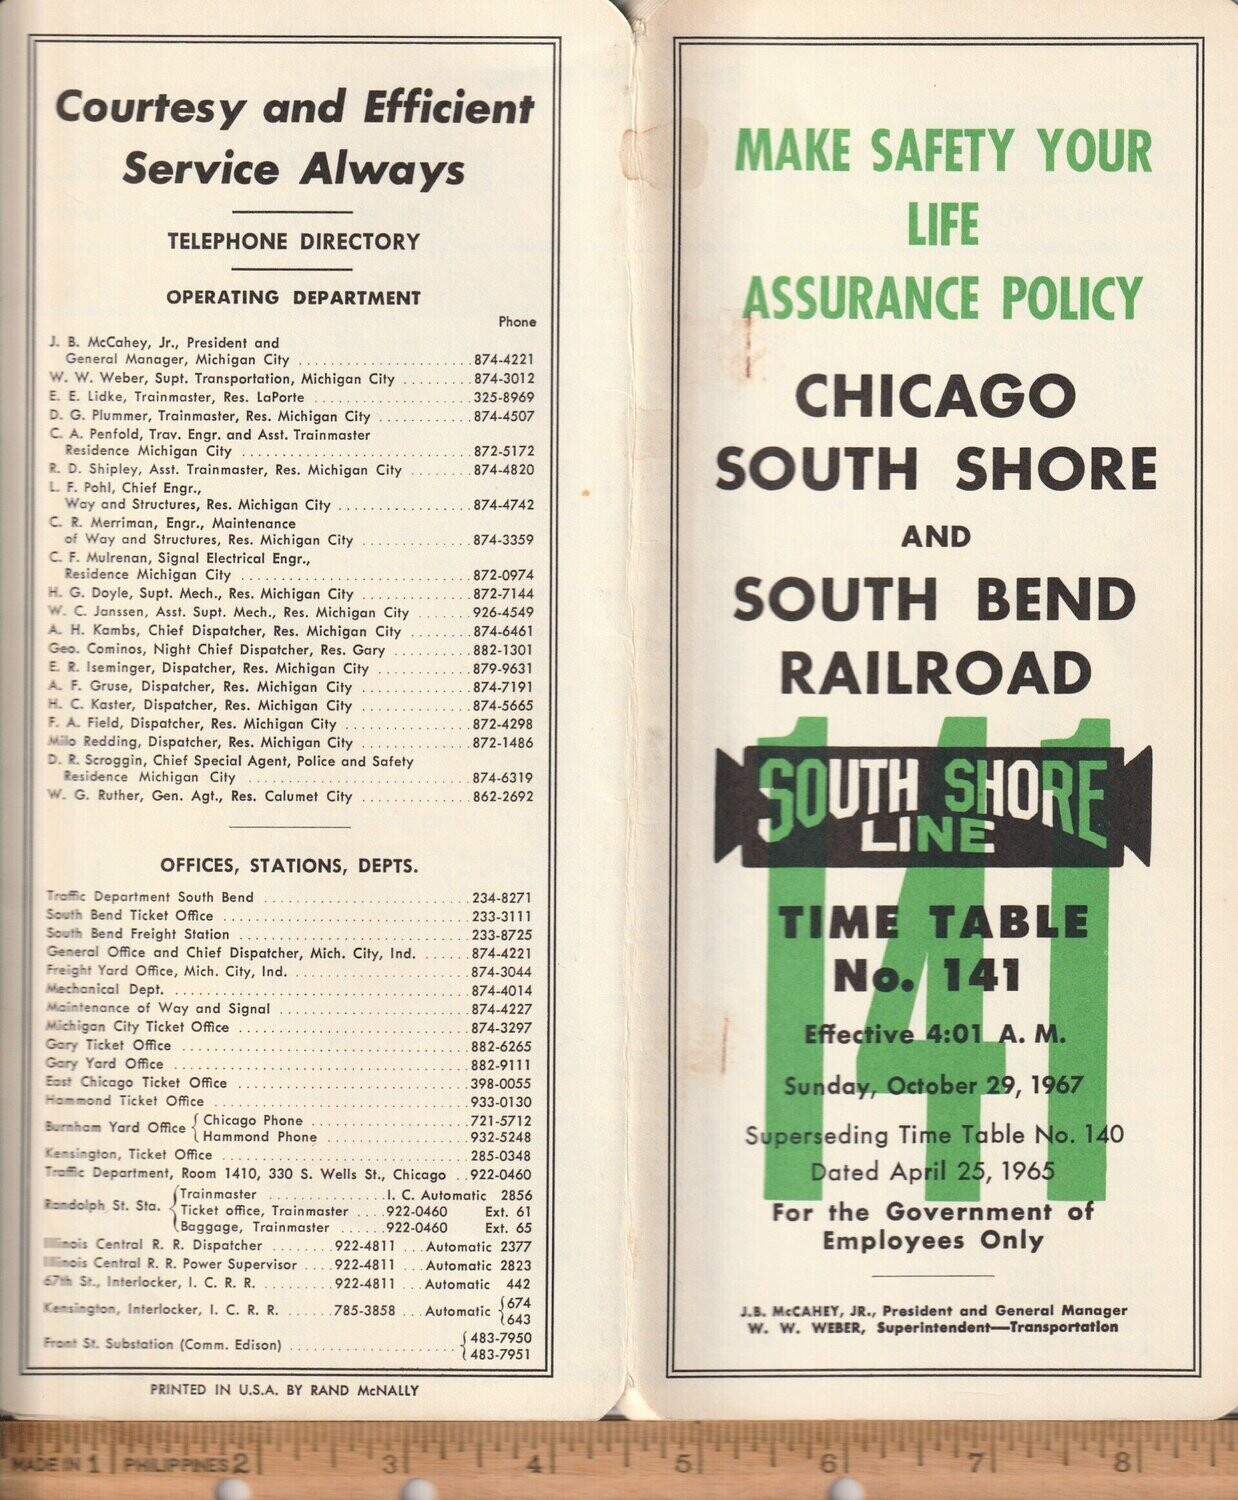 Courtesy and Efficient
Service Always
TELEPHONE DIRECTORY
OPERATING DEPARTMENT
Phone
J. B. McCahey, Jr., President and
General Manager, Michigan City ..................... 874-4221
W. W. Weber, Supt. Transportation, Michigan City ......... 874-3012
E. E. Lidke, Trainmaster, Res. LaPorte .................... 325-8969
D. G. Plummer, Trainmaster, Res. Michigan City ............ 874-4507
C. A. Penfold, Trav. Engr. and Asst. Trainmaster
Residence Michigan City ............................ 872-5172
R. D. Shipley, Asst. Trainmaster, Res. Michigan City ....... 874-4820
L. F. Pohl, Chief Engr.,
Way and Structures, Res. Michigan City ................ 874-4742
C. R. Merriman, Engr., Maintenance
of Way and Structures, Res. Michigan City ............. 874-3359
C. F. Mulrenan, Signal Electrical Engr.,
Residence Michigan City ............................ 872-0974
H. G. Doyle, Supt. Mech., Res. Michigan City ............. 872-7144
W. C. Janssen, Asst. Supt. Mech., Res. Michigan City ....... 926-4549
A. H. Kambs, Chief Dispatcher, Res. Michigan City ......... 874-6461
Geo. Cominos, Night Chief Dispatcher, Res. Gary .......... 882-1301
E. R. Iseminger, Dispatcher, Res. Michigan City ............ 879-9631
A. F. Gruse, Dispatcher, Res. Michigan City .............. 874-7191
H. C. Kaster, Dispatcher, Res. Michigan City .............. 874-5665
F. A. Field, Dispatcher, Res. Michigan City ............... 872-4298
Milo Redding, Dispatcher, Res. Michigan City .............. 872-1486
D. R. Scroggin, Chief Special Agent, Police and Safety
Residence Michigan City ........................... 874-6319
W. G. Ruther, Gen. Agt., Res. Calumet City ............. 862-2692
OFFICES, STATIONS, DEPTS.
Traffic Department South Bend ......................... 234-8271
South Bend Ticket Office .............................. 233-3111
South Bend Freight Station ............................ 233-8725
General Office and Chief Dispatcher, Mich. City, Ind. ...... 874-4221
Freight Yard Office, Mich. City, Ind. ..................... 874-3044
Mechanical Dept. .................................... 874-4014
Maintenance of Way and Signal ....................... 874-4227
Michigan City Ticket Office ............................ 874-3297
Gary Ticket Office ................................... 882-6265
Gary Yard Office .................................... 882-9111
East Chicago Ticket Office ............................. 398-0055
Hammond Ticket Office ............................... 933-0130
Burnham Yard Office { Chicago Phone .................... 721-5712
Hammond Phone .................. 932-5248
Kensington, Ticket Office .............................. 285-0348
Traffic Department, Room 1410, 330 S. Wells St., Chicago .. 922-0460
Randolph St. Sta. { Trainmaster ..............I. C. Automatic 2856
Ticket office, Trainmaster ....922-0460 Ext. 61
Baggage, Trainmaster ......922-0460 Ext. 65
Illinois Central R. R. Dispatcher ........922-4811 ...Automatic 2377
Illinois Central R. R. Power Supervisor ....922-4811 ...Automatic 2823
67th St., Interlocker, I. C. R. R. .........922-4811 ...Automatic 442
Kensington, Interlocker, I. C. R. R. ......785-3858 ...Automatic { 674
643
Front St. Substation (Comm. Edison) ..................... { 483-7950
483-7951
PRINTED IN U.S.A. BY RAND McNALLY
MAKE SAFETY YOUR
LIFE
ASSURANCE POLICY
CHICAGO
SOUTH SHORE
AND
SOUTH BEND
RAILROAD
141
SOUTH SHORE
LINE
TIME TABLE
No. 141
Effective 4:01 A. M.
Sunday, October 29, 1967
Superseding Time Table No. 140
Dated April 25, 1965
For the Government of
Employees Only
J.B. McCAHEY, JR., President and General Manager
W. W. WEBER, Superintendent—Transportation
MADE IN 1 PHILIPPINES 2 3 4 5 6 7 8